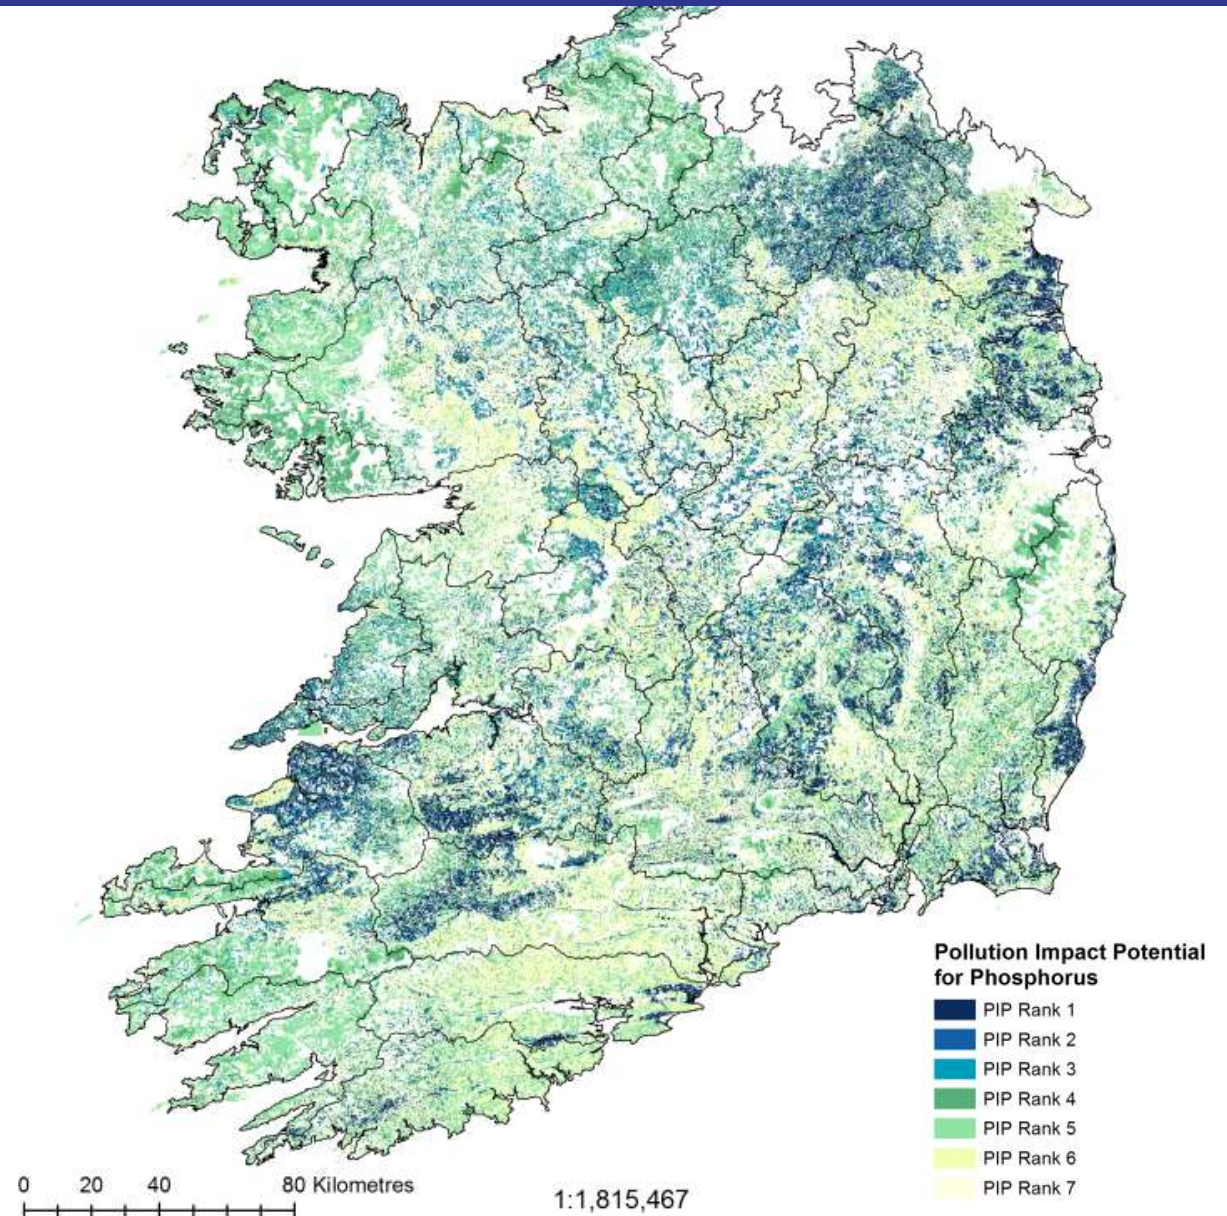 Pollution Impact Potential
for Phosphorus
PIP Rank 1
PIP Rank 2
PIP Rank 3
PIP Rank 4
PIP Rank 5
PIP Rank 6
PIP Rank 7
0 20 40 80 Kilometres
1:1,815,467